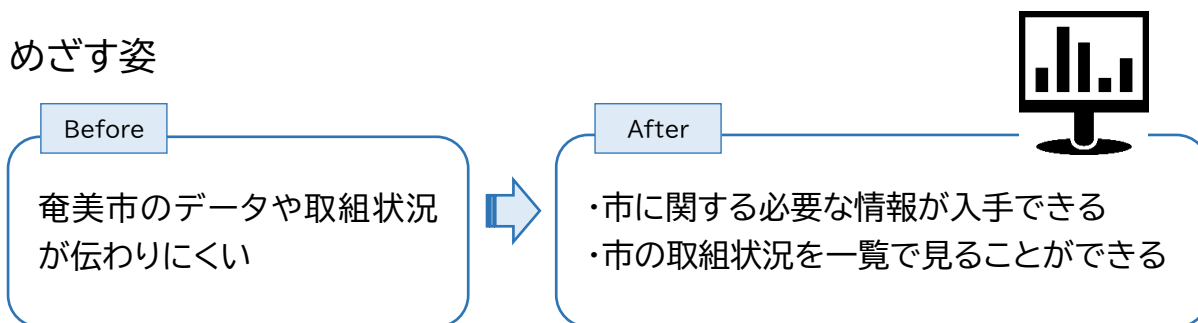 めざす姿
Before
奄美市のデータや取組状況
が伝わりにくい
After
・市に関する必要な情報が入手できる
・市の取組状況を一覧で見ることができる